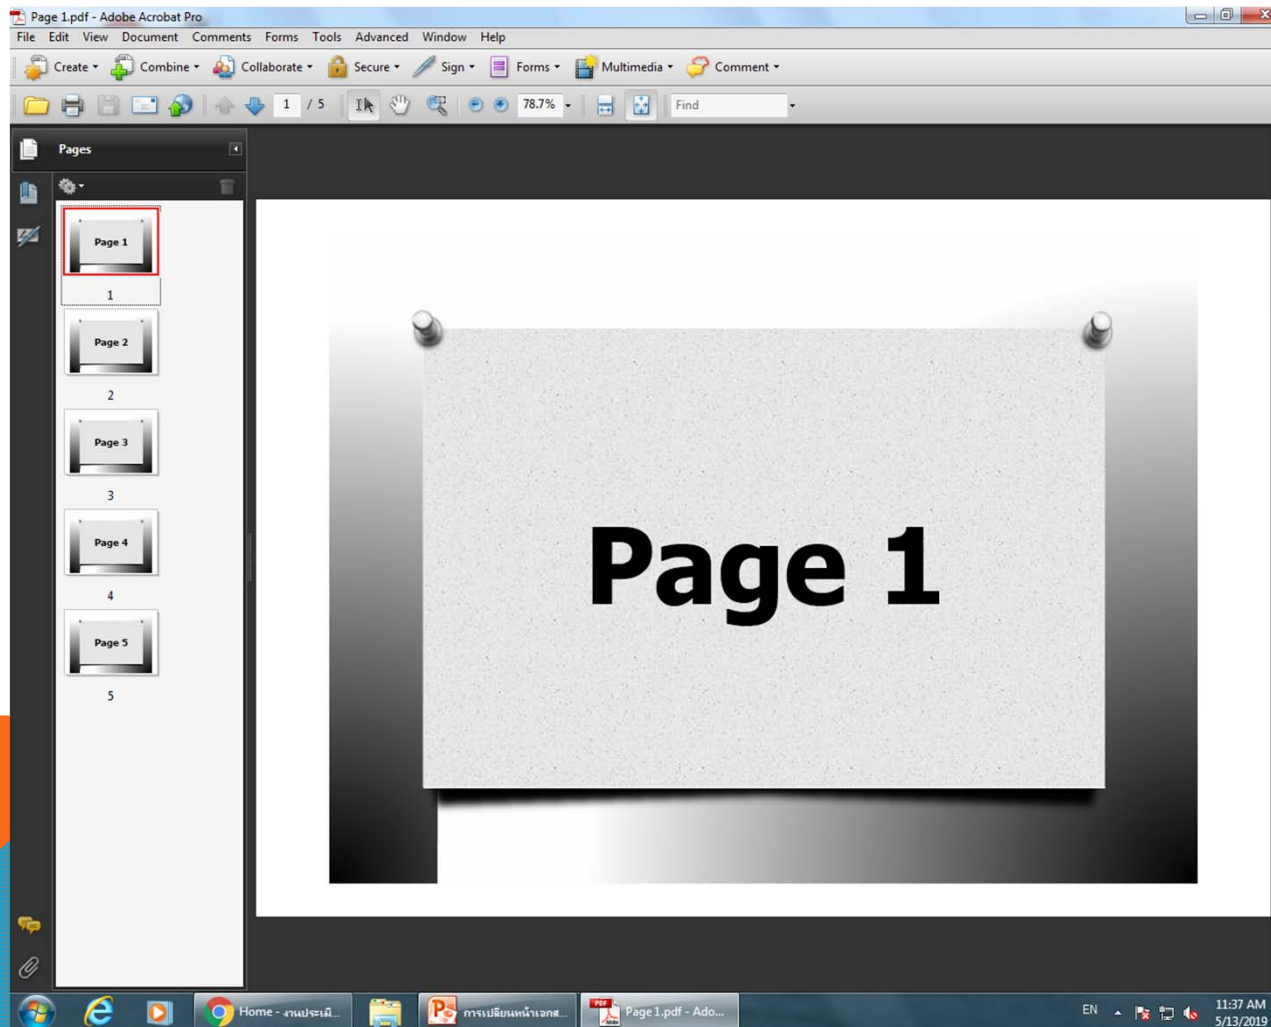 Page 1.pdf - Adobe Acrobat Pro
File Edit View Document Comments Forms Tools Advanced Window Help
Create Combine Collaborate Secure Sign Forms Multimedia Comment
1 / 5 78.7% Find
Pages
Page 1
1
Page 2
2
Page 3
3
Page 4
4
Page 5
5
Page 1
Home - งานประเมิ... การเปลี่ยนหน้าเอกส... Page 1.pdf - Ado... EN 11:37 AM
5/13/2019